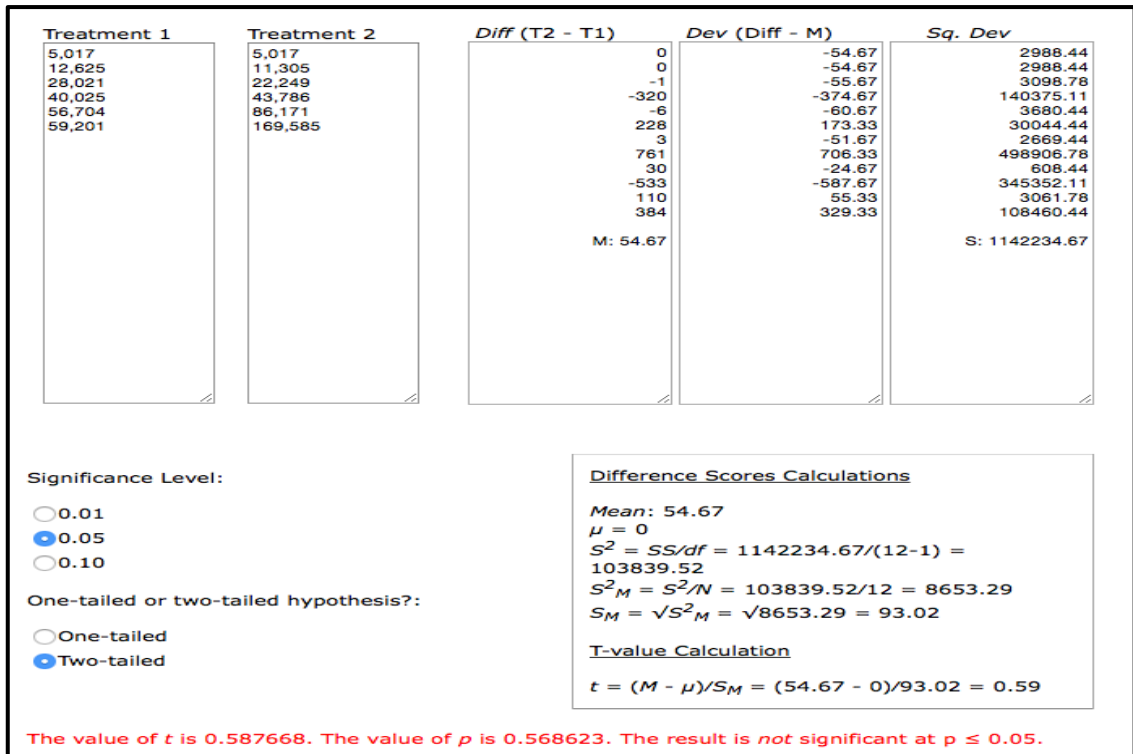 Treatment 1
5,017
12,625
28,021
40,025
56,704
59,201
Treatment 2
5,017
11,305
22,249
43,786
86,171
169,585
Diff (T2 - T1)
0
0
-1
-320
-6
228
3
761
30
-533
110
384
M: 54.67
Dev (Diff - M)
-54.67
-54.67
-55.67
-374.67
-60.67
173.33
-51.67
706.33
-24.67
-587.67
55.33
329.33
Sq. Dev
2988.44
2988.44
3098.78
140375.11
3680.44
30044.44
2669.44
498906.78
608.44
345352.11
3061.78
108460.44
S: 1142234.67
Significance Level:
0.01
0.05
0.10
One-tailed or two-tailed hypothesis?:
One-tailed
Two-tailed
Difference Scores Calculations
Mean: 54.67
μ = 0
S² = SS/df = 1142234.67/(12-1) =
103839.52
S²M = S²/N = 103839.52/12 = 8653.29
SM = √S²M = √8653.29 = 93.02
T-value Calculation
t = (M - μ)/SM = (54.67 - 0)/93.02 = 0.59
The value of t is 0.587668. The value of p is 0.568623. The result is not significant at p ≤ 0.05.